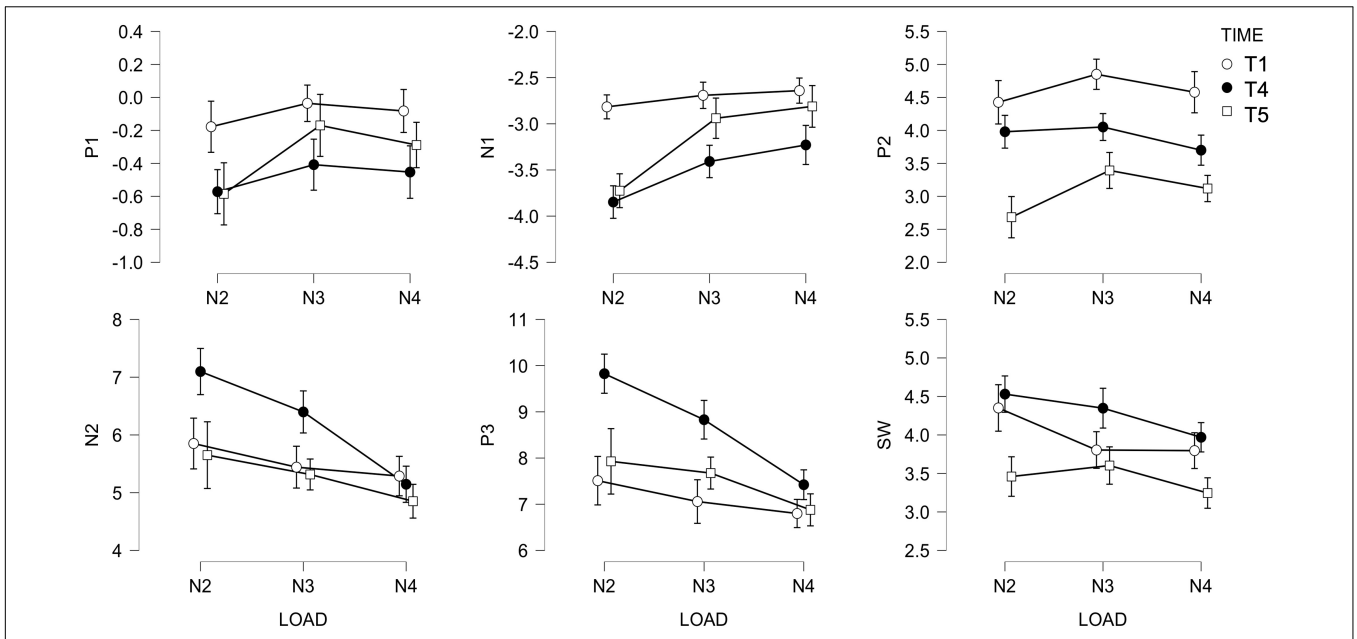 P1
0.4
0.2
0.0
-0.2
-0.4
-0.6
-0.8
-1.0
N2 N3 N4
N1
-2.0
-2.5
-3.0
-3.5
-4.0
-4.5
N2 N3 N4
P2
5.5
5.0
4.5
4.0
3.5
3.0
2.5
2.0
N2 N3 N4
TIME
T1
T4
T5
N2
8
7
6
5
4
N2 N3 N4
LOAD
P3
11
10
9
8
7
6
N2 N3 N4
LOAD
SW
5.5
5.0
4.5
4.0
3.5
3.0
2.5
N2 N3 N4
LOAD